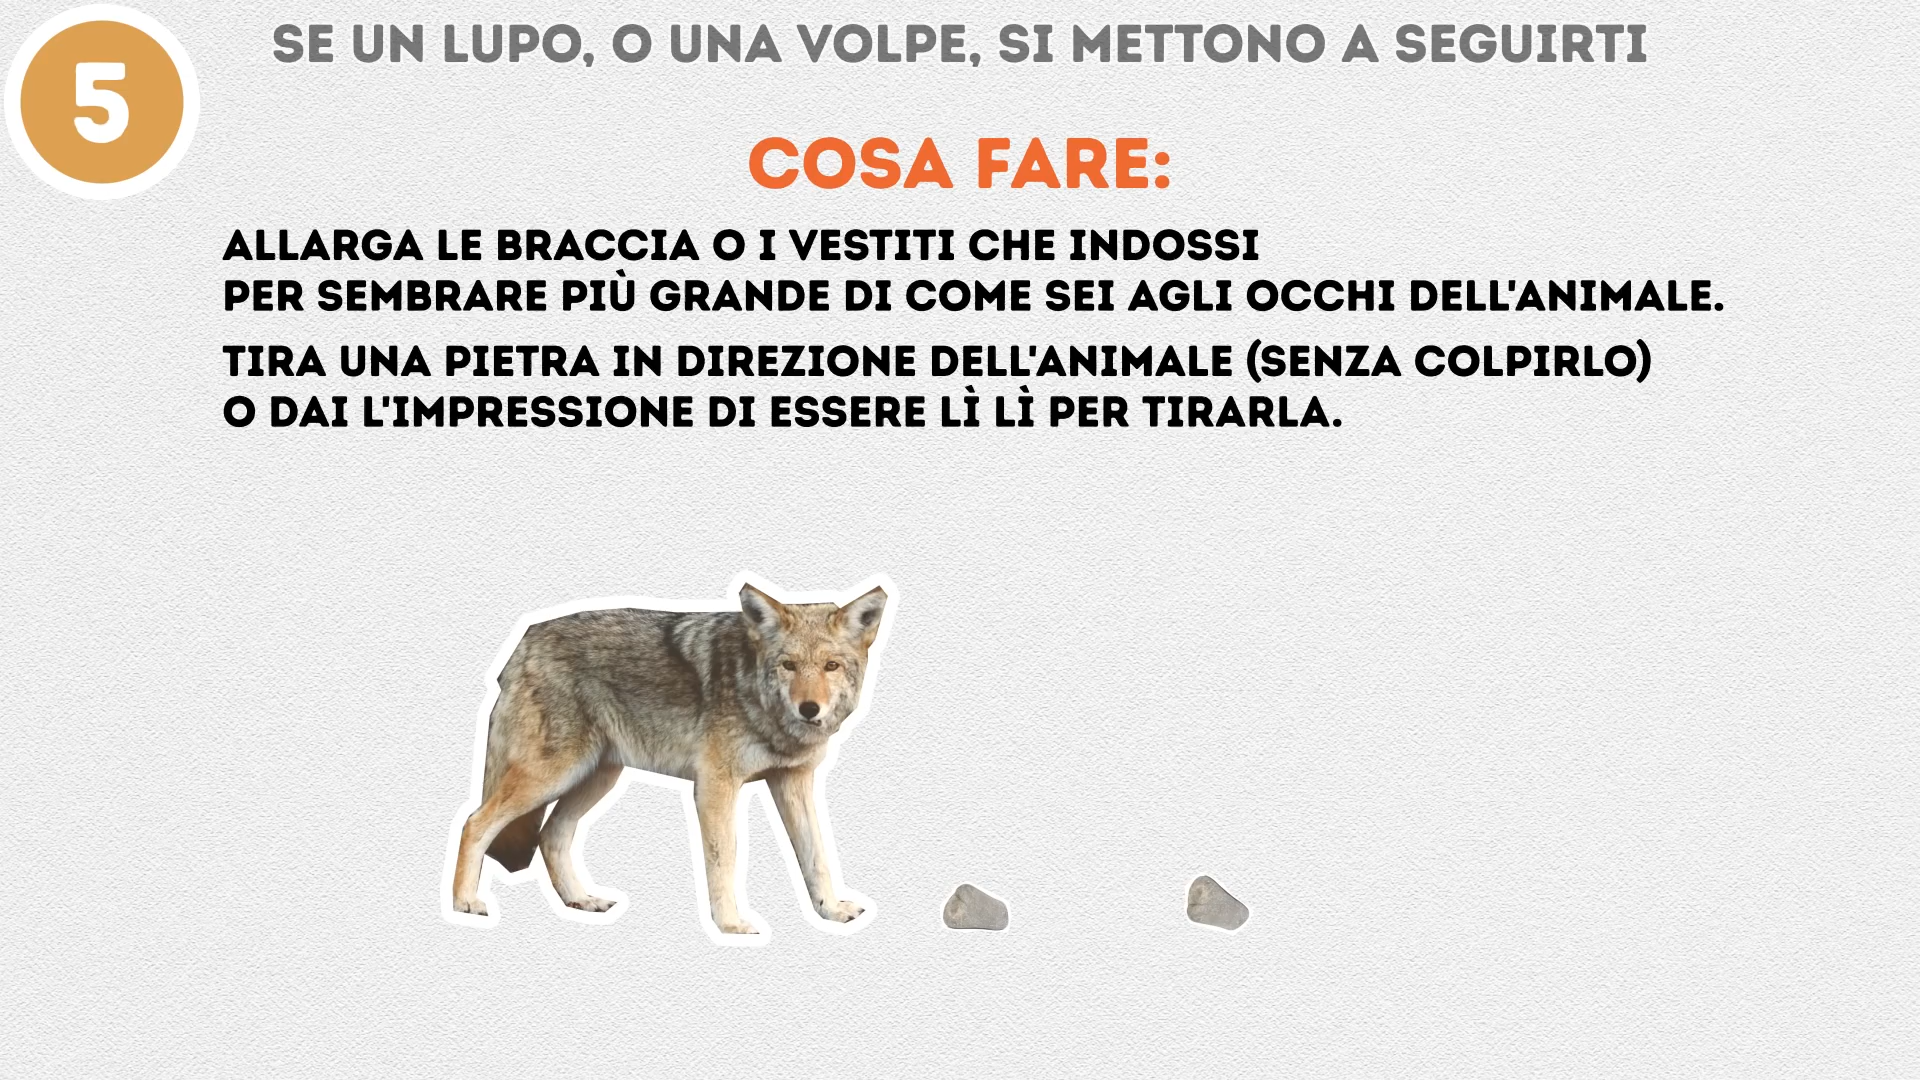 5
SE UN LUPO, O UNA VOLPE, SI METTONO A SEGUIRTI
COSA FARE:
ALLARGA LE BRACCIA O I VESTITI CHE INDOSSI
PER SEMBRARE PIÙ GRANDE DI COME SEI AGLI OCCHI DELL'ANIMALE.
TIRA UNA PIETRA IN DIREZIONE DELL'ANIMALE (SENZA COLPIRLO)
O DAI L'IMPRESSIONE DI ESSERE LÌ LÌ PER TIRARLA.